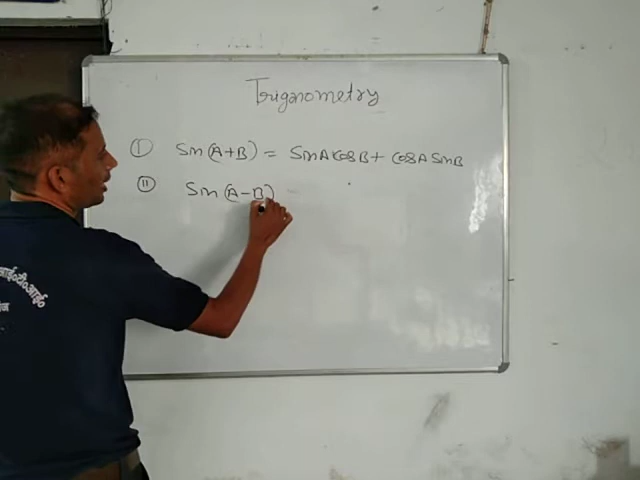 Trignometry
I Sin(A+B) = SinA cosB + cosA SinB
II Sin(A-B)